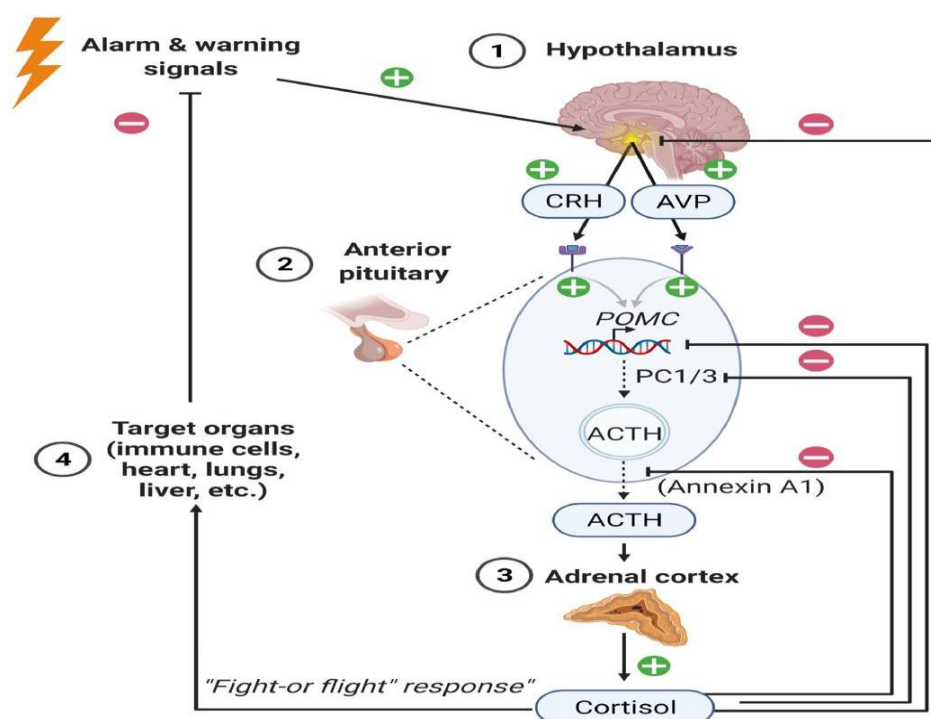 Alarm & warning
signals
1
Hypothalamus
CRH
AVP
2
Anterior
pituitary
POMC
PC1/3
ACTH
(Annexin A1)
ACTH
3
Adrenal cortex
4
Target organs
(immune cells,
heart, lungs,
liver, etc.)
"Fight-or flight" response"
Cortisol